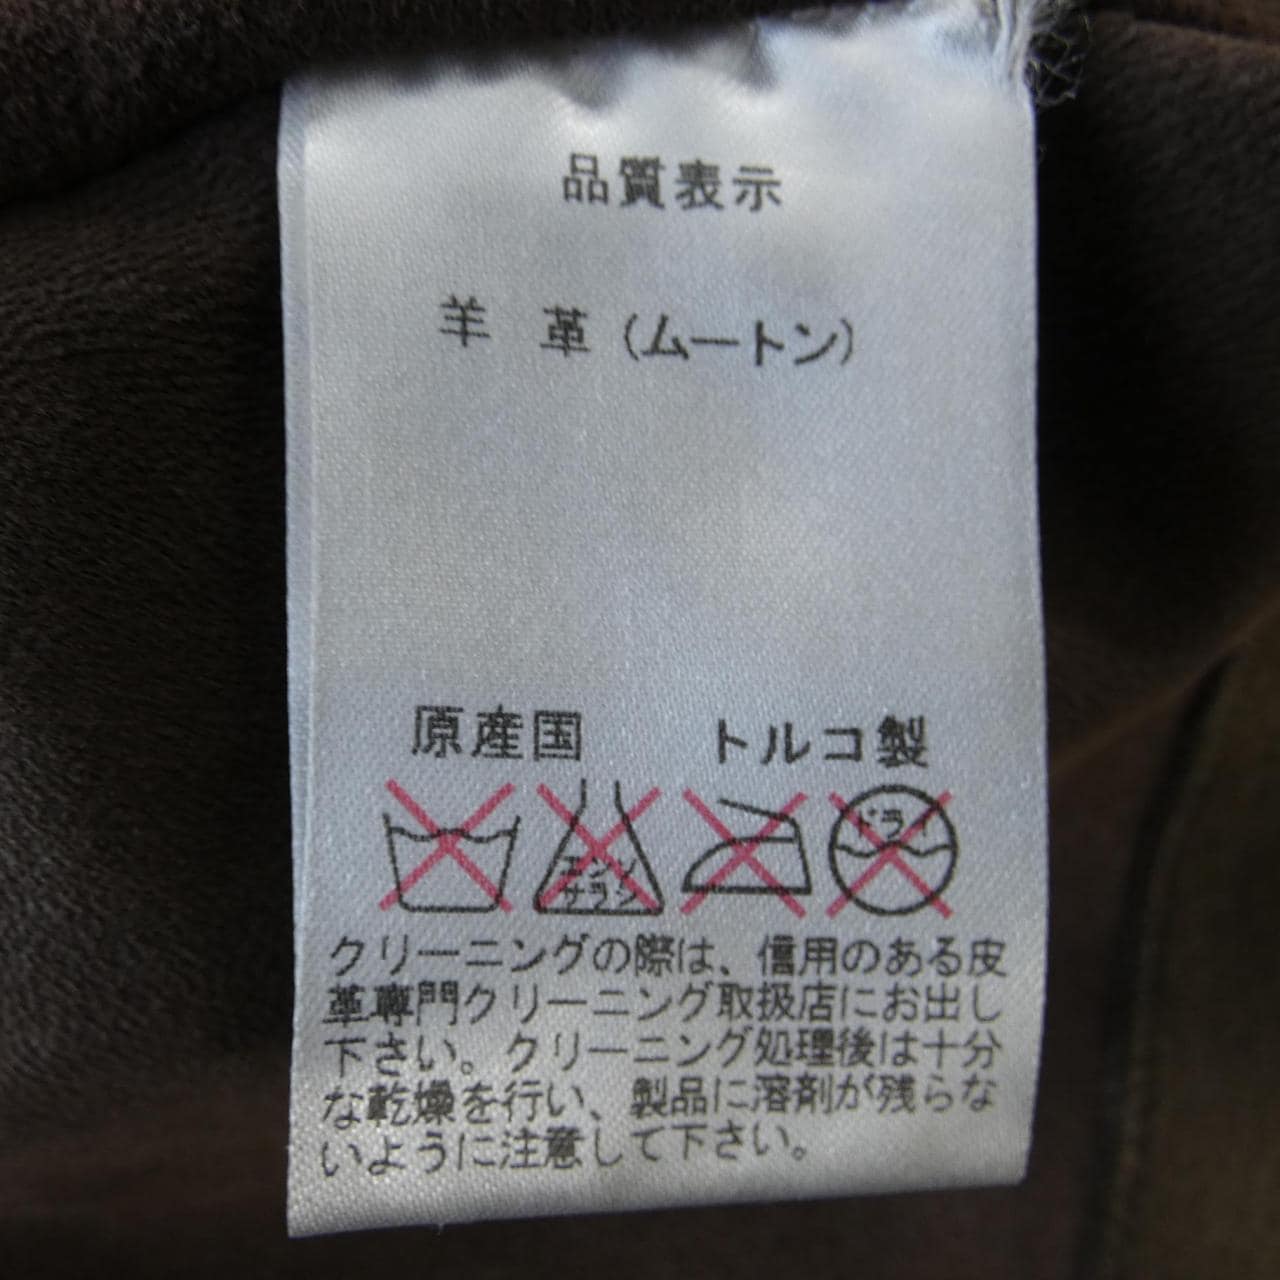 品質表示
羊 革 (ムートン)
原産国 トルコ製
エンソ
サラシ
ドライ
クリーニングの際は、信用のある皮
革専門クリーニング取扱店にお出し
下さい。クリーニング処理後は十分
な乾燥を行い、製品に溶剤が残らな
いように注意して下さい。